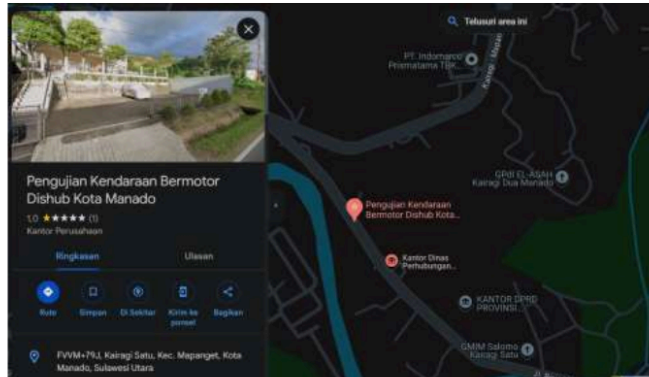 Pengujian Kendaraan Bermotor
Dishub Kota Manado
1,0 ★★★★★ (1)
Kantor Perusahaan
Ringkasan
Ulasan
Rute
Simpan
Di Sekitar
Kirim ke
ponsel
Bagikan
FVVM+79J, Kairagi Satu, Kec. Mapanget, Kota
Manado, Sulawesi Utara
Telusuri area ini
PT. Indomarco
Prismatama TBK...
Kairagi - Mapan
GPdI EL-ASAH
Kairagi Dua Manado
Pengujian Kendaraan
Bermotor Dishub Kota...
Kantor Dinas
Perhubungan...
KANTOR DPRD
PROVINSI...
GMIM Salomo
Kairagi Satu